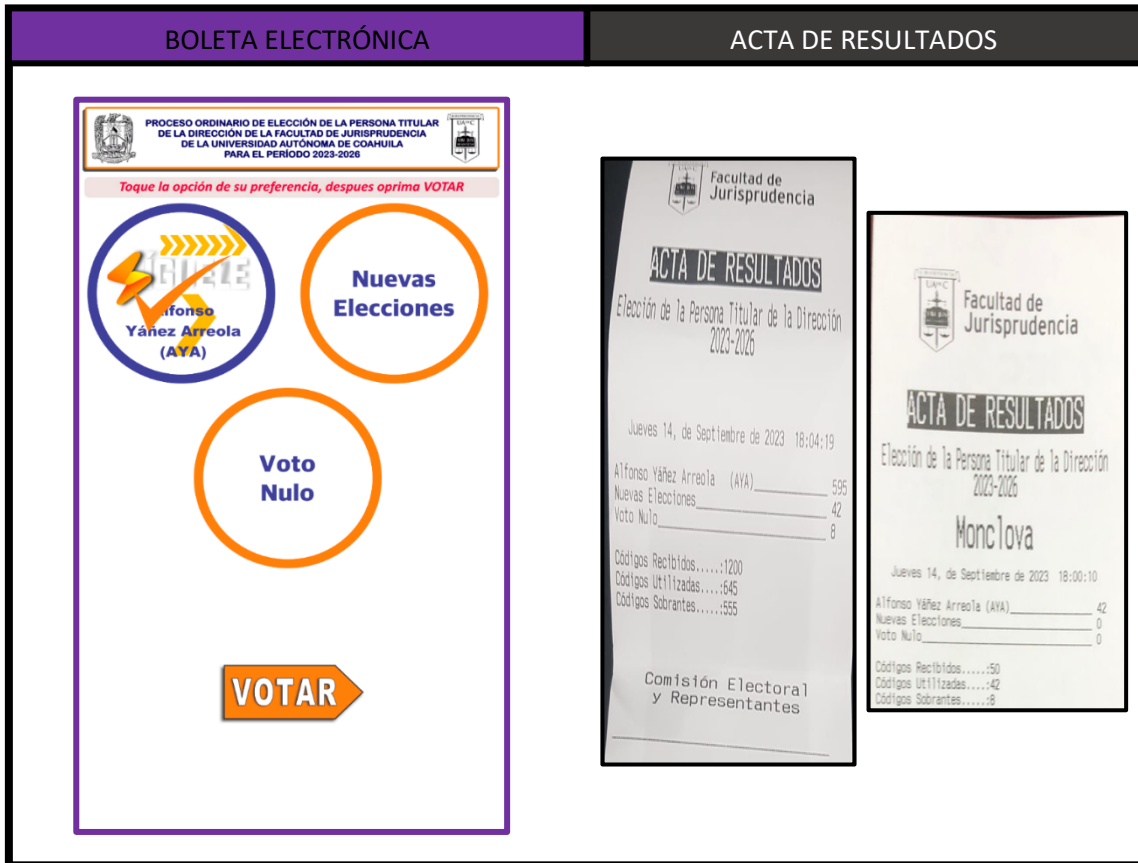 BOLETA ELECTRÓNICA
ACTA DE RESULTADOS
PROCESO ORDINARIO DE ELECCIÓN DE LA PERSONA TITULAR
DE LA DIRECCIÓN DE LA FACULTAD DE JURISPRUDENCIA
DE LA UNIVERSIDAD AUTÓNOMA DE COAHUILA
PARA EL PERÍODO 2023-2026
Toque la opción de su preferencia, despues oprima VOTAR
Alfonso
Yáñez Arreola
(AYA)
Nuevas
Elecciones
Voto
Nulo
VOTAR
Facultad de
Jurisprudencia
ACTA DE RESULTADOS
Elección de la Persona Titular de la Dirección
2023-2026
Jueves 14, de Septiembre de 2023 18:04:19
Alfonso Yáñez Arreola (AYA)__________ 595
Nuevas Elecciones__________ 42
Voto Nulo__________ 8
Códigos Recibidos.....:1200
Códigos Utilizadas....:645
Códigos Sobrantes.....:555
Comisión Electoral
y Representantes
UA de C
Facultad de
Jurisprudencia
ACTA DE RESULTADOS
Elección de la Persona Titular de la Dirección
2023-2026
Monclova
Jueves 14, de Septiembre de 2023 18:00:10
Alfonso Yáñez Arreola (AYA)__________ 42
Nuevas Elecciones__________ 0
Voto Nulo__________ 0
Códigos Recibidos.....:50
Códigos Utilizadas....:42
Códigos Sobrantes.....:8